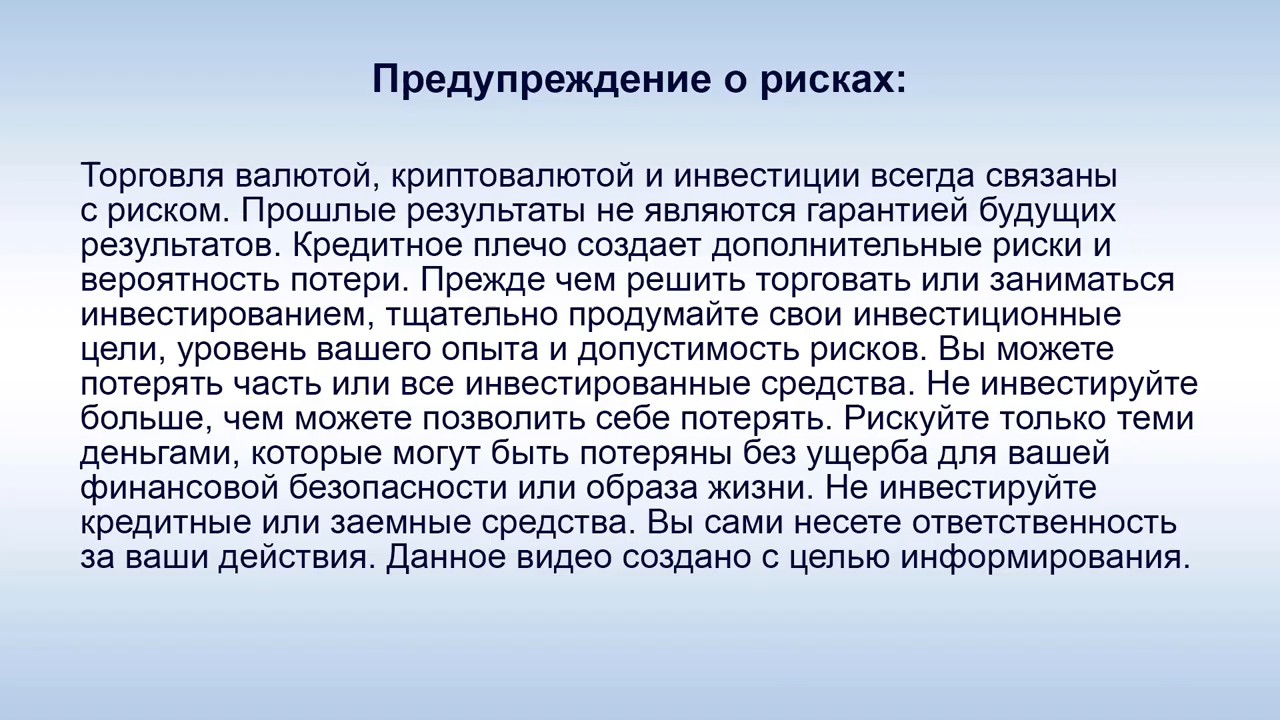 Предупреждение о рисках:
Торговля валютой, криптовалютой и инвестиции всегда связаны
с риском. Прошлые результаты не являются гарантией будущих
результатов. Кредитное плечо создает дополнительные риски и
вероятность потери. Прежде чем решить торговать или заниматься
инвестированием, тщательно продумайте свои инвестиционные
цели, уровень вашего опыта и допустимость рисков. Вы можете
потерять часть или все инвестированные средства. Не инвестируйте
больше, чем можете позволить себе потерять. Рискуйте только теми
деньгами, которые могут быть потеряны без ущерба для вашей
финансовой безопасности или образа жизни. Не инвестируйте
кредитные или заемные средства. Вы сами несете ответственность
за ваши действия. Данное видео создано с целью информирования.